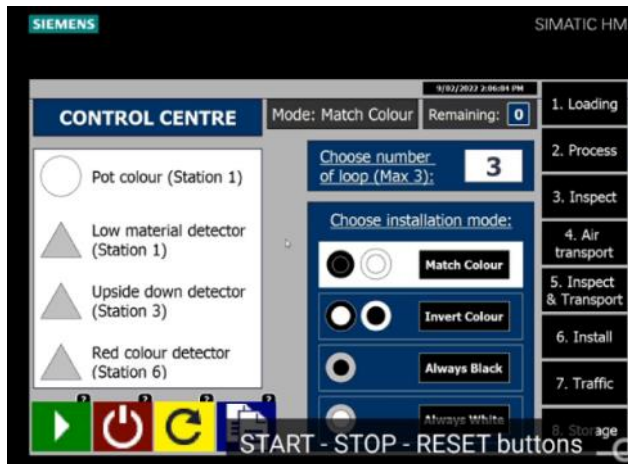 SIEMENS
SIMATIC HM
9/02/2022 2:06:04 PM
CONTROL CENTRE
Mode: Match Colour
Remaining: 0
1. Loading
2. Process
3. Inspect
4. Air
transport
5. Inspect
& Transport
6. Install
7. Traffic
8. Storage
Pot colour (Station 1)
Low material detector
(Station 1)
Upside down detector
(Station 3)
Red colour detector
(Station 6)
Choose number
of loop (Max 3):
3
Choose installation mode:
Match Colour
Invert Colour
Always Black
Always White
? ? ? ?
START - STOP - RESET buttons